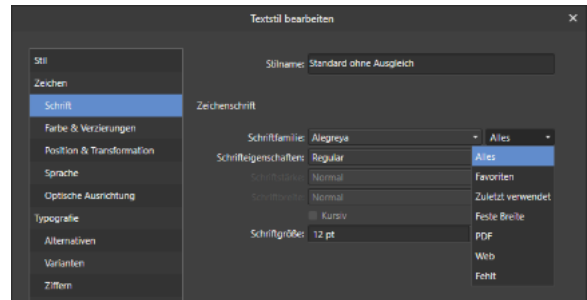 Textstil bearbeiten
Stil
Zeichen
Schrift
Farbe & Verzierungen
Position & Transformation
Sprache
Optische Ausrichtung
Typografie
Alternativen
Varianten
Ziffern
Stilname: Standard ohne Ausgleich
Zeichenschrift
Schriftfamilie: Alegreya Alles
Schrifteigenschaften: Regular
Normal
Normal
Kursiv
Schriftgröße: 12 pt
Alles
Favoriten
Zuletzt verwendet
Feste Breite
PDF
Web
Fehlt